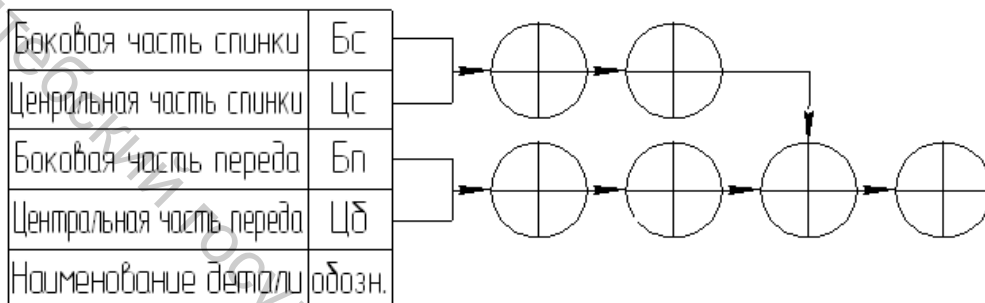 Боковая часть спинки Бс
Ценральная часть спинки Цс
Боковая часть переда Бп
Центральная часть переда Цб
Наименование детали обозн.